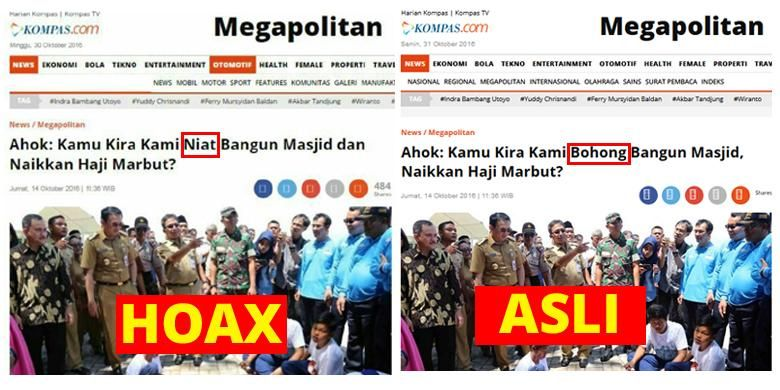 Harian Kompas | Kompas TV
KOMPAS.com
Minggu, 30 Oktober 2016
Megapolitan
NEWS EKONOMI BOLA TEKNO ENTERTAINMENT OTOMOTIF HEALTH FEMALE PROPERTI TRAVE
NEWS MOBIL MOTOR SPORT FEATURES KOMUNITAS GALERI MANUFAK
TAG #Indra Bambang Utoyo #Yuddy Chrisnandi #Ferry Mursyidan Baldan #Akbar Tandjung #Wiranto
News / Megapolitan
Ahok: Kamu Kira Kami Niat Bangun Masjid dan
Naikkan Haji Marbut?
Jumat, 14 Oktober 2016 | 11:36 WIB
484
Shares
HOAX
Harian Kompas | Kompas TV
KOMPAS.com
Senin, 31 Oktober 2016
Megapolitan
NEWS EKONOMI BOLA TEKNO ENTERTAINMENT OTOMOTIF HEALTH FEMALE PROPERTI TRAVE
NASIONAL REGIONAL MEGAPOLITAN INTERNASIONAL OLAHRAGA SAINS SURAT PEMBACA INDEKS
TAG #Indra Bambang Utoyo #Yuddy Chrisnandi #Ferry Mursyidan Baldan #Akbar Tandjung #Wiranto
News / Megapolitan
Ahok: Kamu Kira Kami Bohong Bangun Masjid,
Naikkan Haji Marbut?
Jumat, 14 Oktober 2016 | 11:36 WIB
Shares
ASLI